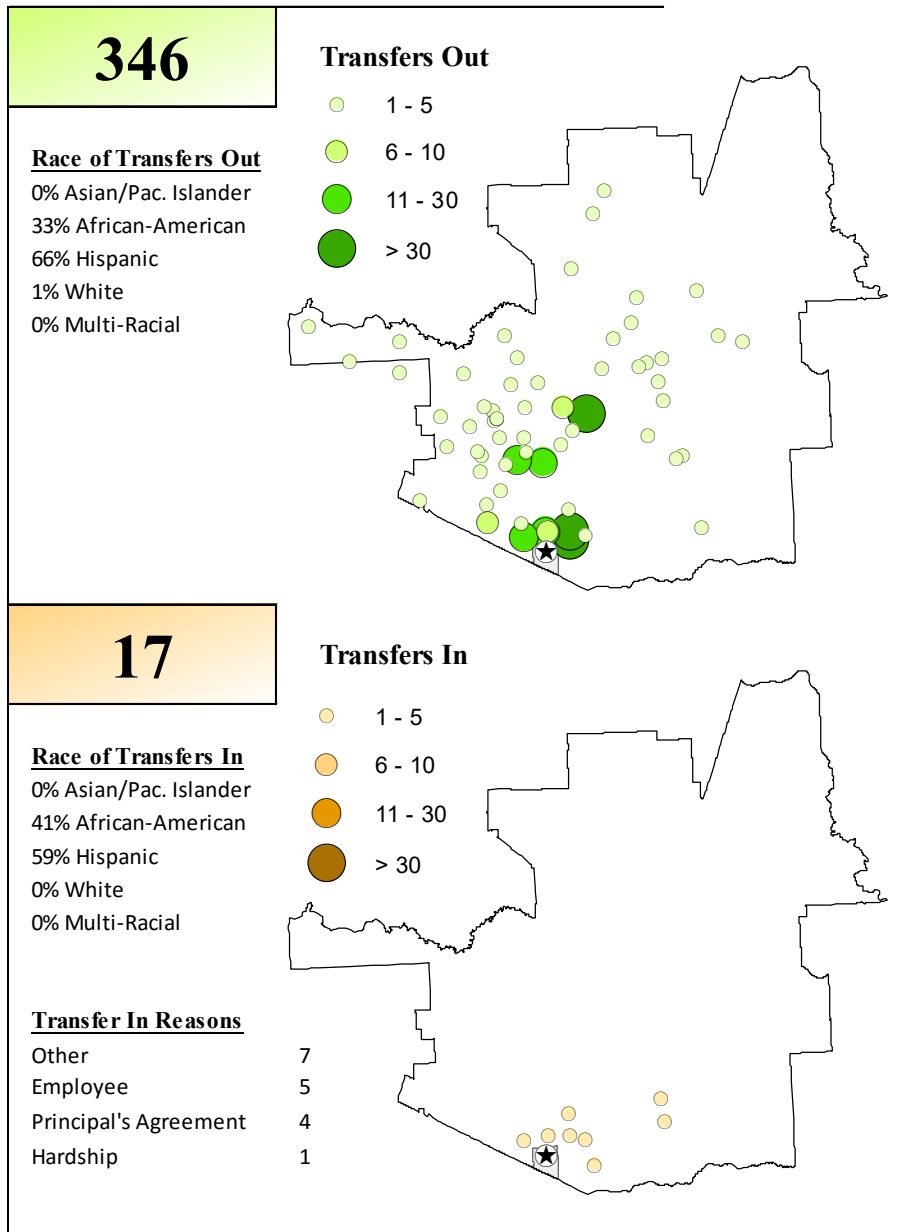 346
Race of Transfers Out
0% Asian/Pac. Islander
33% African-American
66% Hispanic
1% White
0% Multi-Racial
Transfers Out
1 - 5
6 - 10
11 - 30
> 30
17
Race of Transfers In
0% Asian/Pac. Islander
41% African-American
59% Hispanic
0% White
0% Multi-Racial
Transfers In
1 - 5
6 - 10
11 - 30
> 30
Transfer In Reasons
Other 7
Employee 5
Principal's Agreement 4
Hardship 1